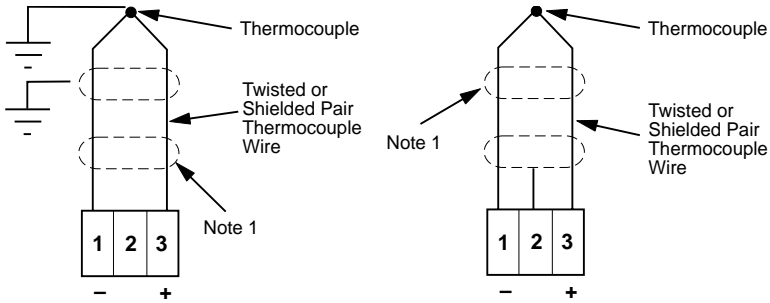 Thermocouple
Twisted or
Shielded Pair
Thermocouple
Wire
Note 1
1 2 3
– +
Thermocouple
Note 1
Twisted or
Shielded Pair
Thermocouple
Wire
1 2 3
– +